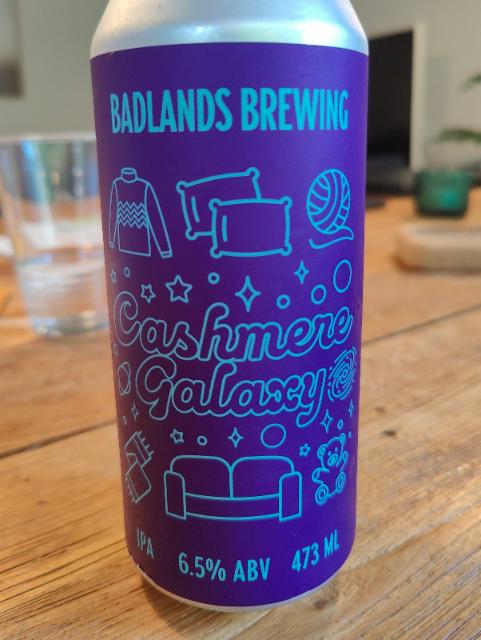 BADLANDS BREWING
Cashmere
Galaxy
IPA 6.5% ABV 473 ML